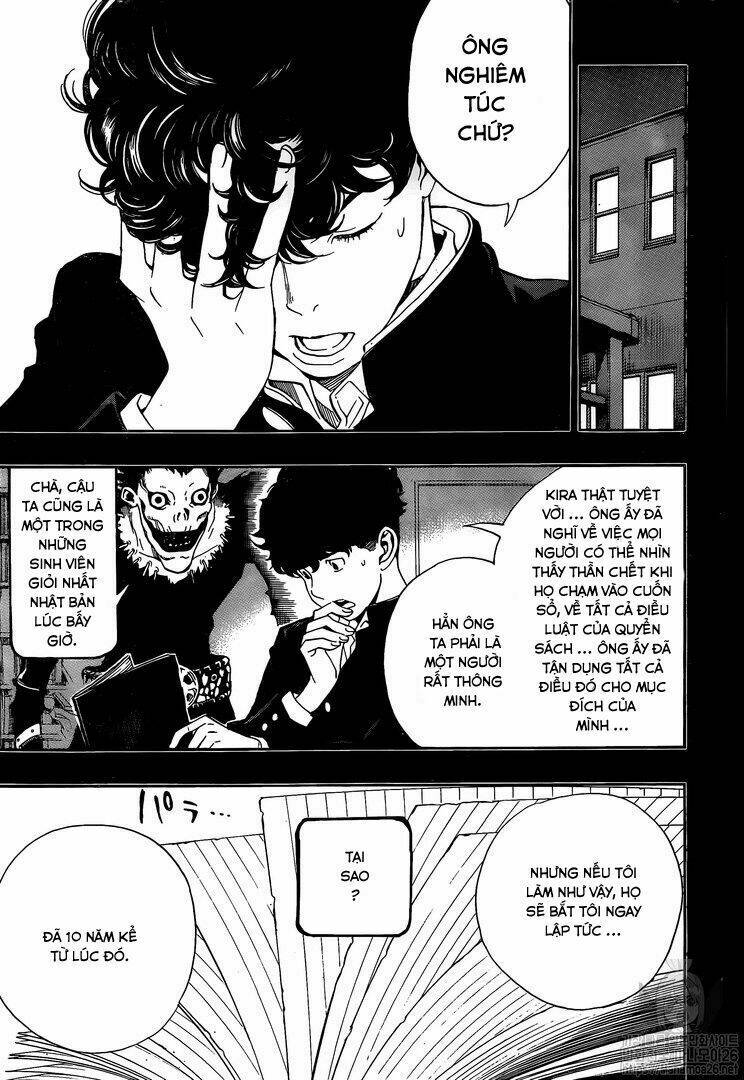 ÔNG
NGHIÊM
TÚC
CHỨ?
KIRA THẬT TUYỆT
VỜI ... ÔNG ẤY ĐÃ
NGHĨ VỀ VIỆC MỌI
NGƯỜI CÓ THỂ NHÌN
THẤY THẦN CHẾT KHI
HỌ CHẠM VÀO CUỐN
SỔ, VỀ TẤT CẢ ĐIỀU
LUẬT CỦA QUYỂN
SÁCH ... ÔNG ẤY ĐÃ
TẬN DỤNG TẤT CẢ
ĐIỀU ĐÓ CHO MỤC
ĐÍCH CỦA
MÌNH ...
HẲN ÔNG
TA PHẢI LÀ
MỘT NGƯỜI
RẤT THÔNG
MINH.
CHÀ, CẬU
TA CŨNG LÀ
MỘT TRONG
NHỮNG
SINH VIÊN
GIỎI NHẤT
NHẬT BẢN
LÚC BẤY
GIỜ.
パラ...
NHƯNG NẾU TÔI
LÀM NHƯ VẬY, HỌ
SẼ BẮT TÔI NGAY
LẬP TỨC ...
TẠI
SAO
?
ĐÃ 10 NĂM KỂ
TỪ LÚC ĐÓ.